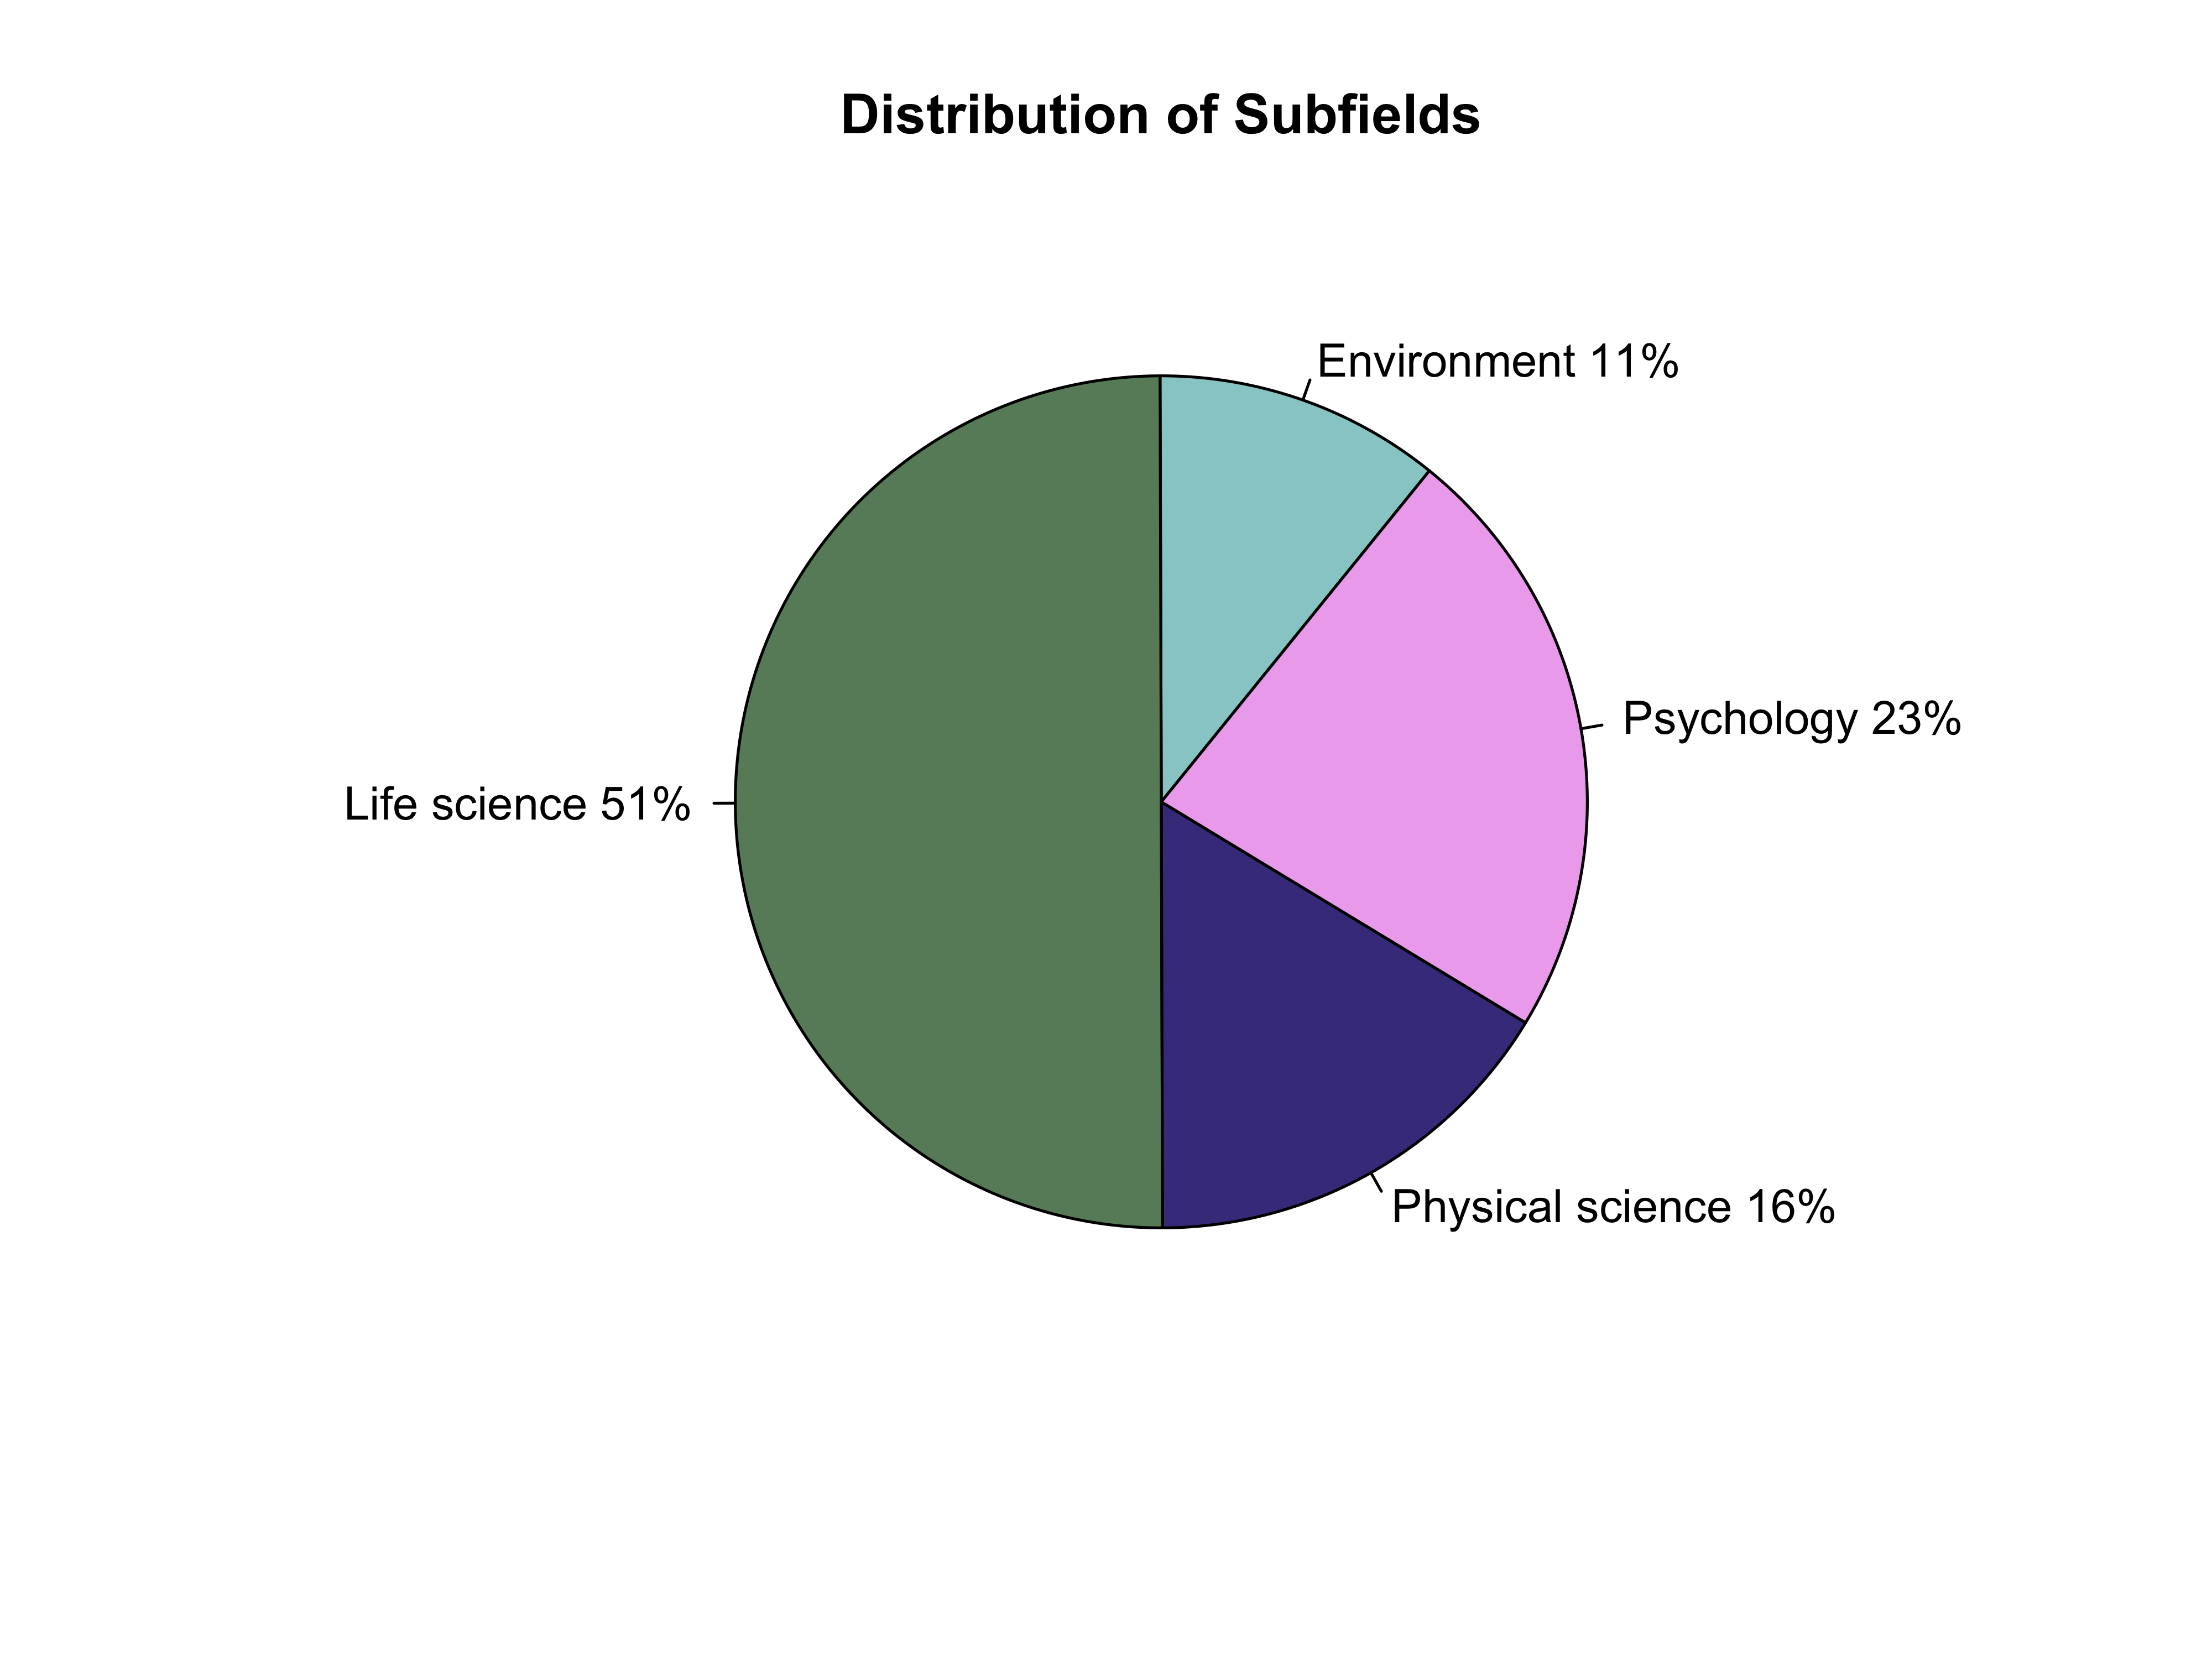 Distribution of Subfields
Environment 11%
Psychology 23%
Life science 51%
Physical science 16%